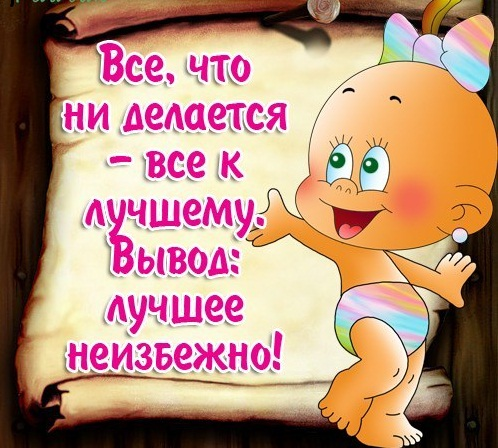 Все, что
ни делается
– все к
лучшему.
Вывод:
лучшее
неизбежно!